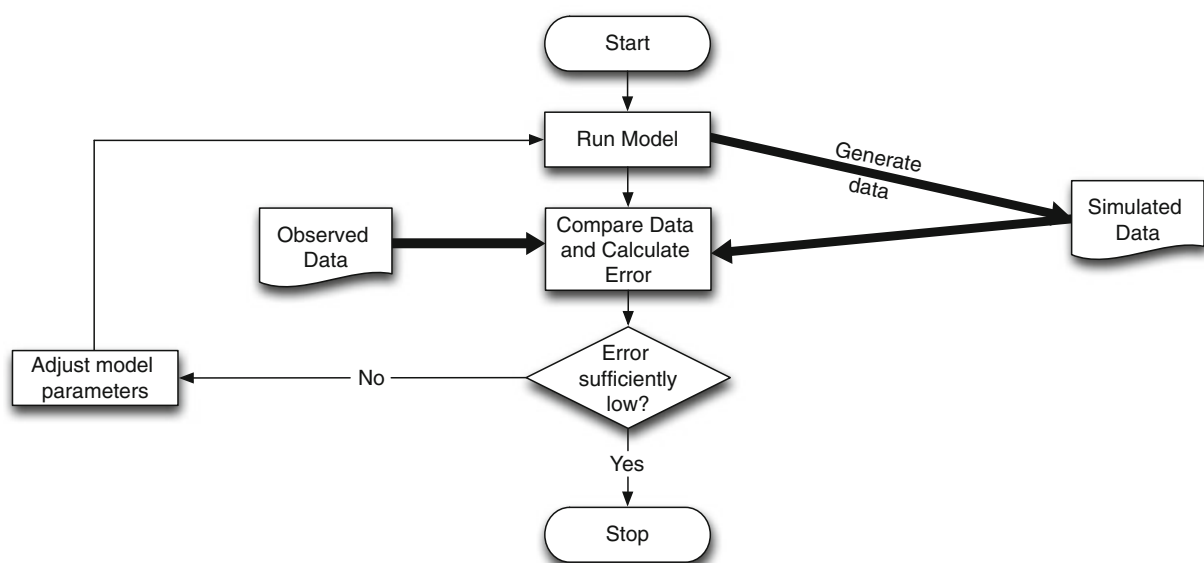 Start
Run Model
Generate
data
Simulated
Data
Observed
Data
Compare Data
and Calculate
Error
Error
sufficiently
low?
No
Adjust model
parameters
Yes
Stop